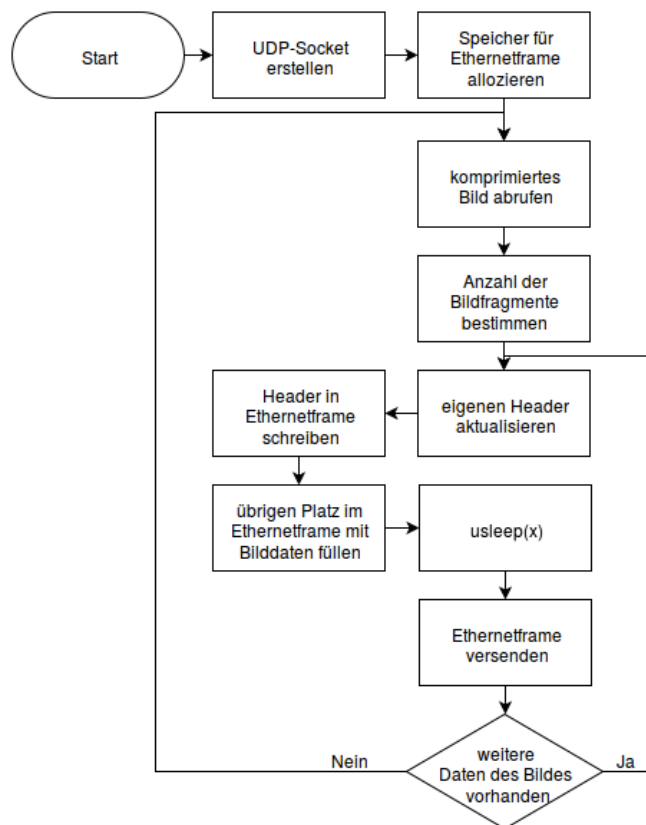 Start
UDP-Socket
erstellen
Speicher für
Ethernetframe
allozieren
komprimiertes
Bild abrufen
Anzahl der
Bildfragmente
bestimmen
eigenen Header
aktualisieren
Header in
Ethernetframe
schreiben
übrigen Platz im
Ethernetframe mit
Bilddaten füllen
usleep(x)
Ethernetframe
versenden
weitere
Daten des Bildes
vorhanden
Nein
Ja